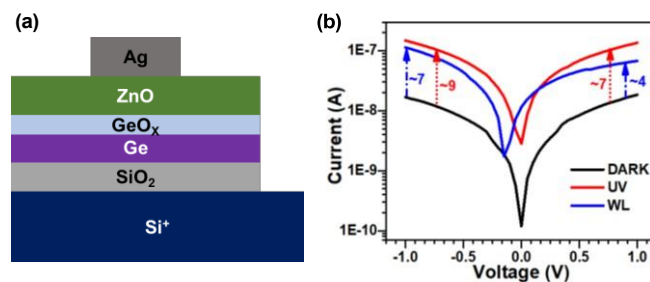 (a)
Ag
ZnO
GeOₓ
Ge
SiO₂
Si⁺
(b)
Current (A)
1E-7
1E-8
1E-9
1E-10
~7
~9
~7
~4
DARK
UV
WL
-1.0
-0.5
0.0
0.5
1.0
Voltage (V)